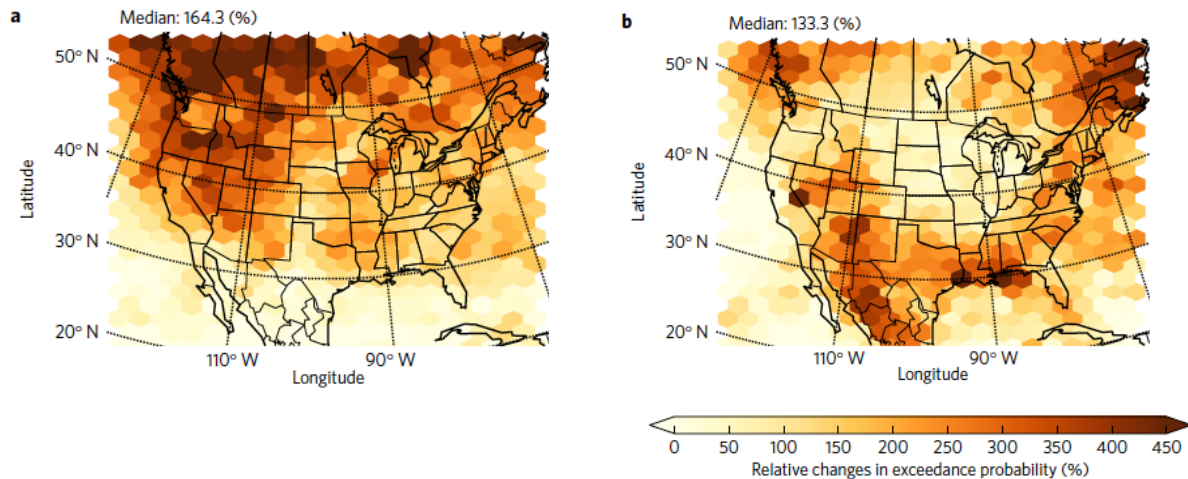 a
Median: 164.3 (%)
50° N
40° N
30° N
20° N
Latitude
110° W
90° W
Longitude
b
Median: 133.3 (%)
50° N
40° N
30° N
20° N
Latitude
110° W
90° W
Longitude
0 50 100 150 200 250 300 350 400 450
Relative changes in exceedance probability (%)